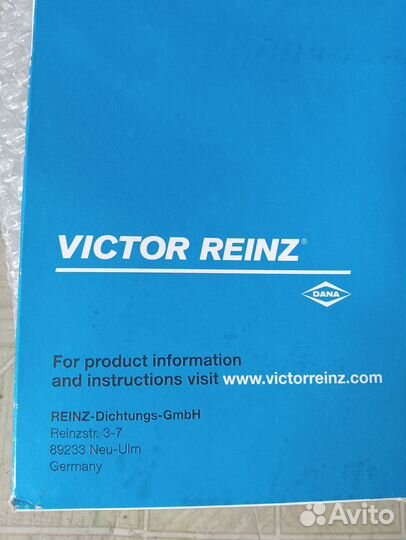 VICTOR REINZ®
DANA
For product information
and instructions visit www.victorreinz.com
REINZ-Dichtungs-GmbH
Reinzstr. 3-7
89233 Neu-Ulm
Germany
Avito